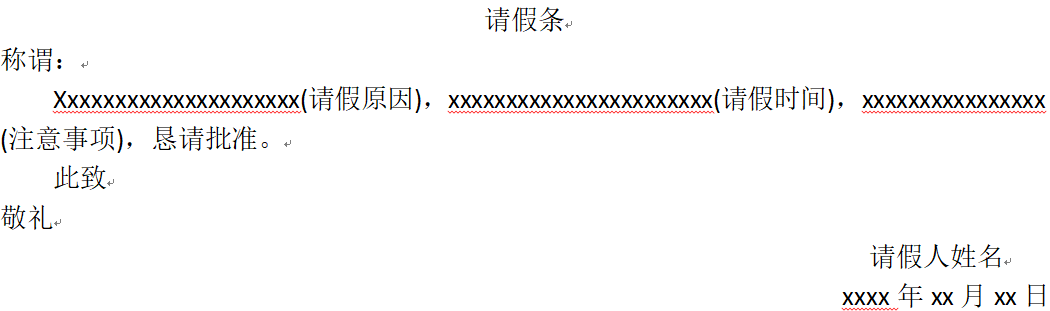 请假条
称谓：
Xxxxxxxxxxxxxxxxxxxxx(请假原因)，xxxxxxxxxxxxxxxxxxxxxxx(请假时间)，xxxxxxxxxxxxxxxx
(注意事项)，恳请批准。
此致
敬礼
请假人姓名
xxxx 年 xx 月 xx 日